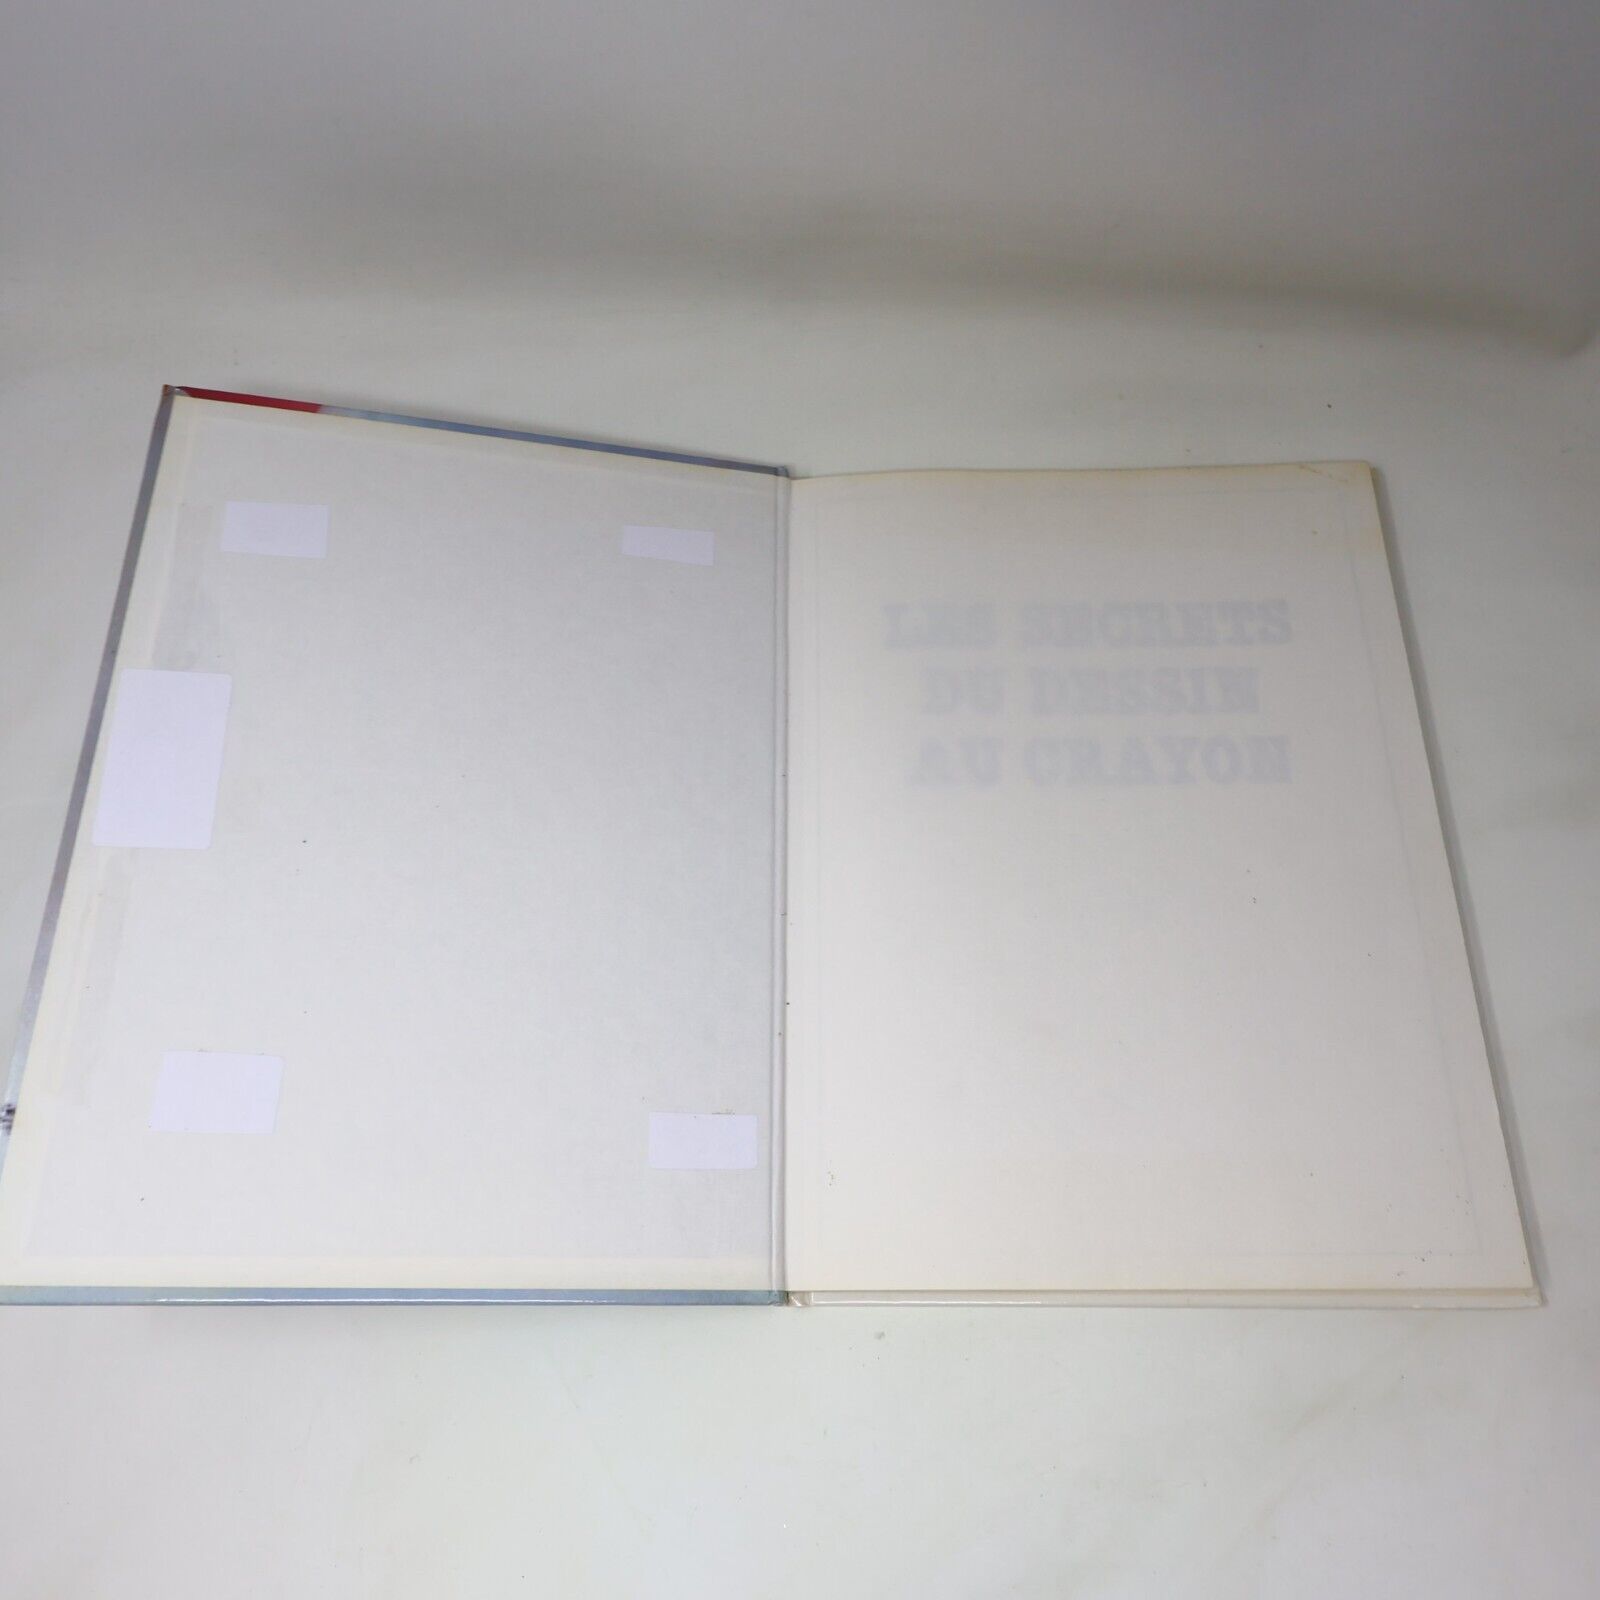 LES SECRETS
DU DESSIN
AU CRAYON